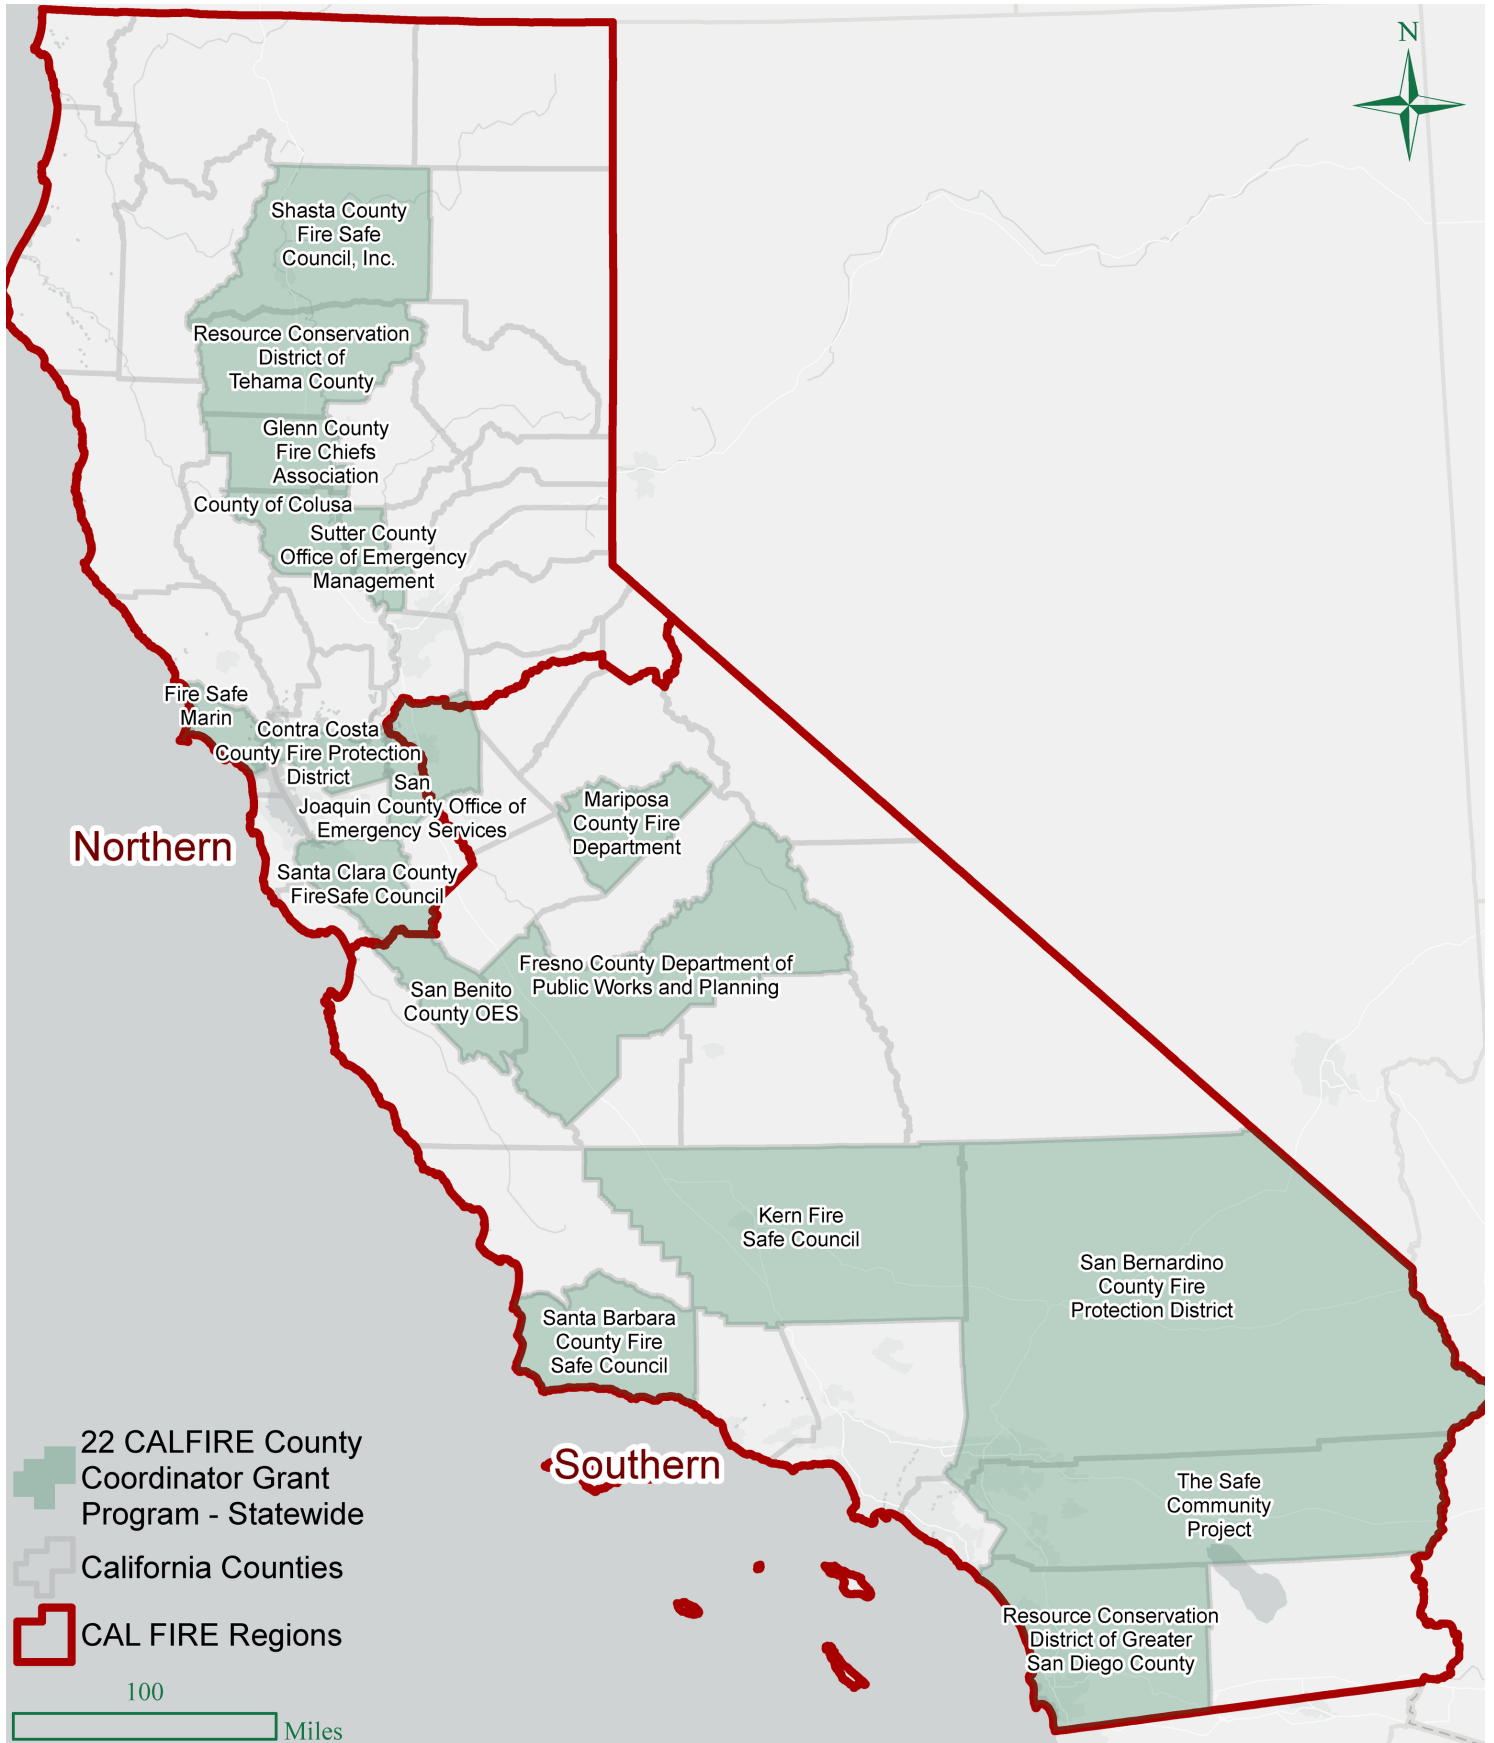 N
Shasta County
Fire Safe
Council, Inc.
Resource Conservation
District of
Tehama County
Glenn County
Fire Chiefs
Association
County of Colusa
Sutter County
Office of Emergency
Management
Fire Safe
Marin
Contra Costa
County Fire Protection
District
San
Joaquin County Office of
Emergency Services
Mariposa
County Fire
Department
Northern
Santa Clara County
FireSafe Council
Fresno County Department of
Public Works and Planning
San Benito
County OES
Kern Fire
Safe Council
San Bernardino
County Fire
Protection District
Santa Barbara
County Fire
Safe Council
Southern
The Safe
Community
Project
Resource Conservation
District of Greater
San Diego County
22 CALFIRE County
Coordinator Grant
Program - Statewide
California Counties
CAL FIRE Regions
100
Miles